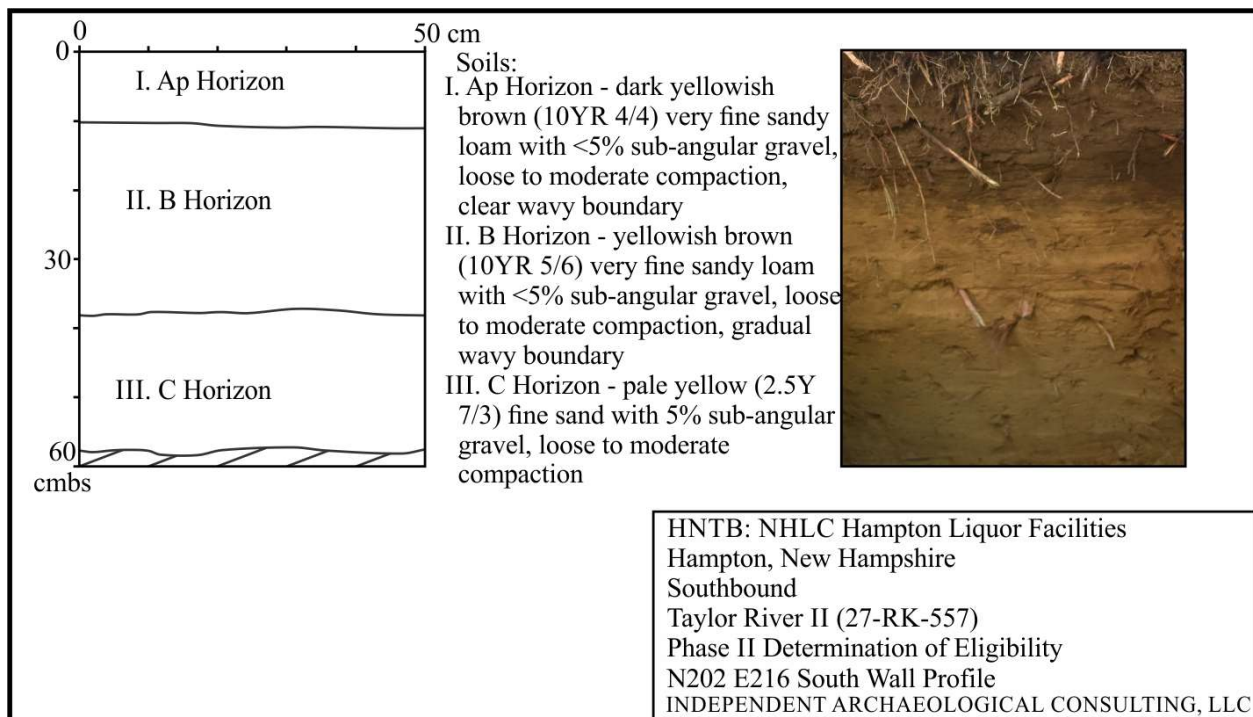 0
50 cm
0
I. Ap Horizon
II. B Horizon
30
III. C Horizon
60
cmbs
Soils:
I. Ap Horizon - dark yellowish
brown (10YR 4/4) very fine sandy
loam with <5% sub-angular gravel,
loose to moderate compaction,
clear wavy boundary
II. B Horizon - yellowish brown
(10YR 5/6) very fine sandy loam
with <5% sub-angular gravel, loose
to moderate compaction, gradual
wavy boundary
III. C Horizon - pale yellow (2.5Y
7/3) fine sand with 5% sub-angular
gravel, loose to moderate
compaction
HNTB: NHLC Hampton Liquor Facilities
Hampton, New Hampshire
Southbound
Taylor River II (27-RK-557)
Phase II Determination of Eligibility
N202 E216 South Wall Profile
INDEPENDENT ARCHAEOLOGICAL CONSULTING, LLC